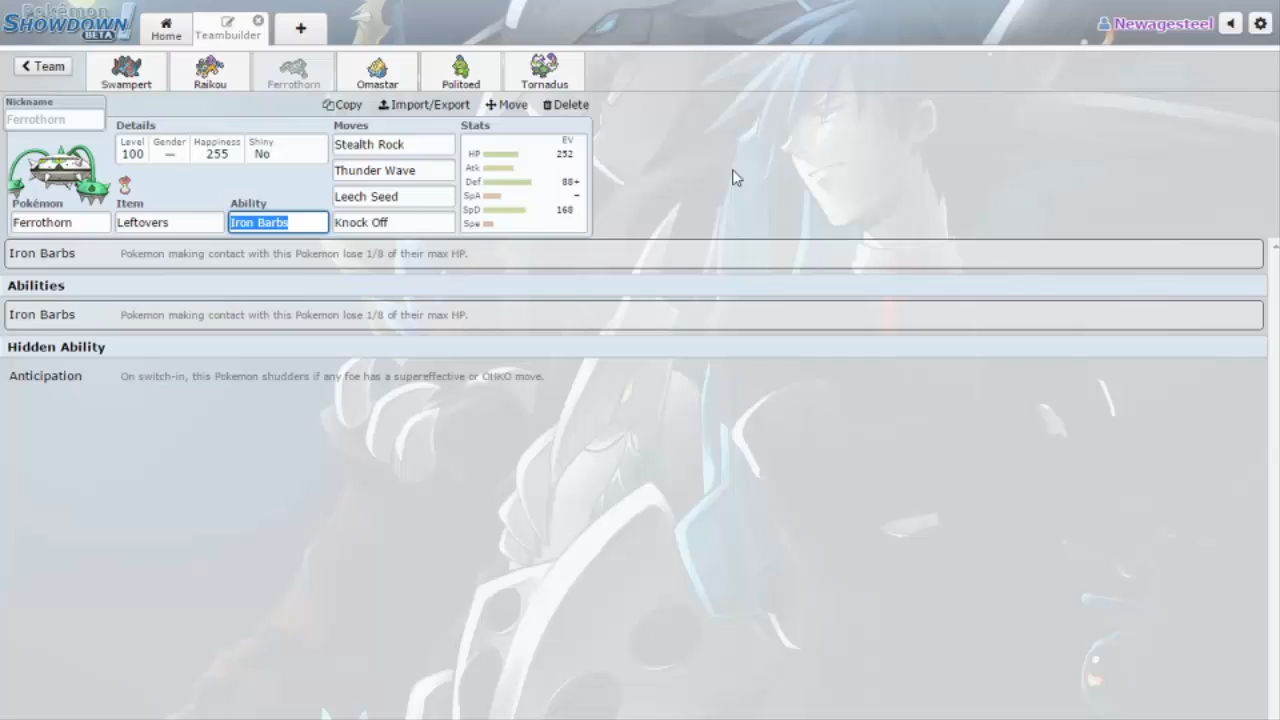 Pokémon
SHOWDOWN!
BETA
Home
Teambuilder
+
Newagesteel
< Team
Swampert
Raikou
Ferrothorn
Omastar
Politoed
Tornadus
Nickname
Ferrothorn
Copy
Import/Export
Move
Delete
Details
Level
Gender
Happiness
Shiny
133
—
255
No
Moves
Stealth Rock
Thunder Wave
Leech Seed
Knock Off
Stats
EV
HP 252
Atk
Def 88+
SpA −
SpD 168
Spe
Pokémon
Item
Ability
Ferrothorn
Leftovers
Iron Barbs
Iron Barbs Pokemon making contact with this Pokemon lose 1/8 of their max HP.
Abilities
Iron Barbs Pokemon making contact with this Pokemon lose 1/8 of their max HP.
Hidden Ability
Anticipation On switch-in, this Pokemon shudders if any foe has a supereffective or OHKO move.